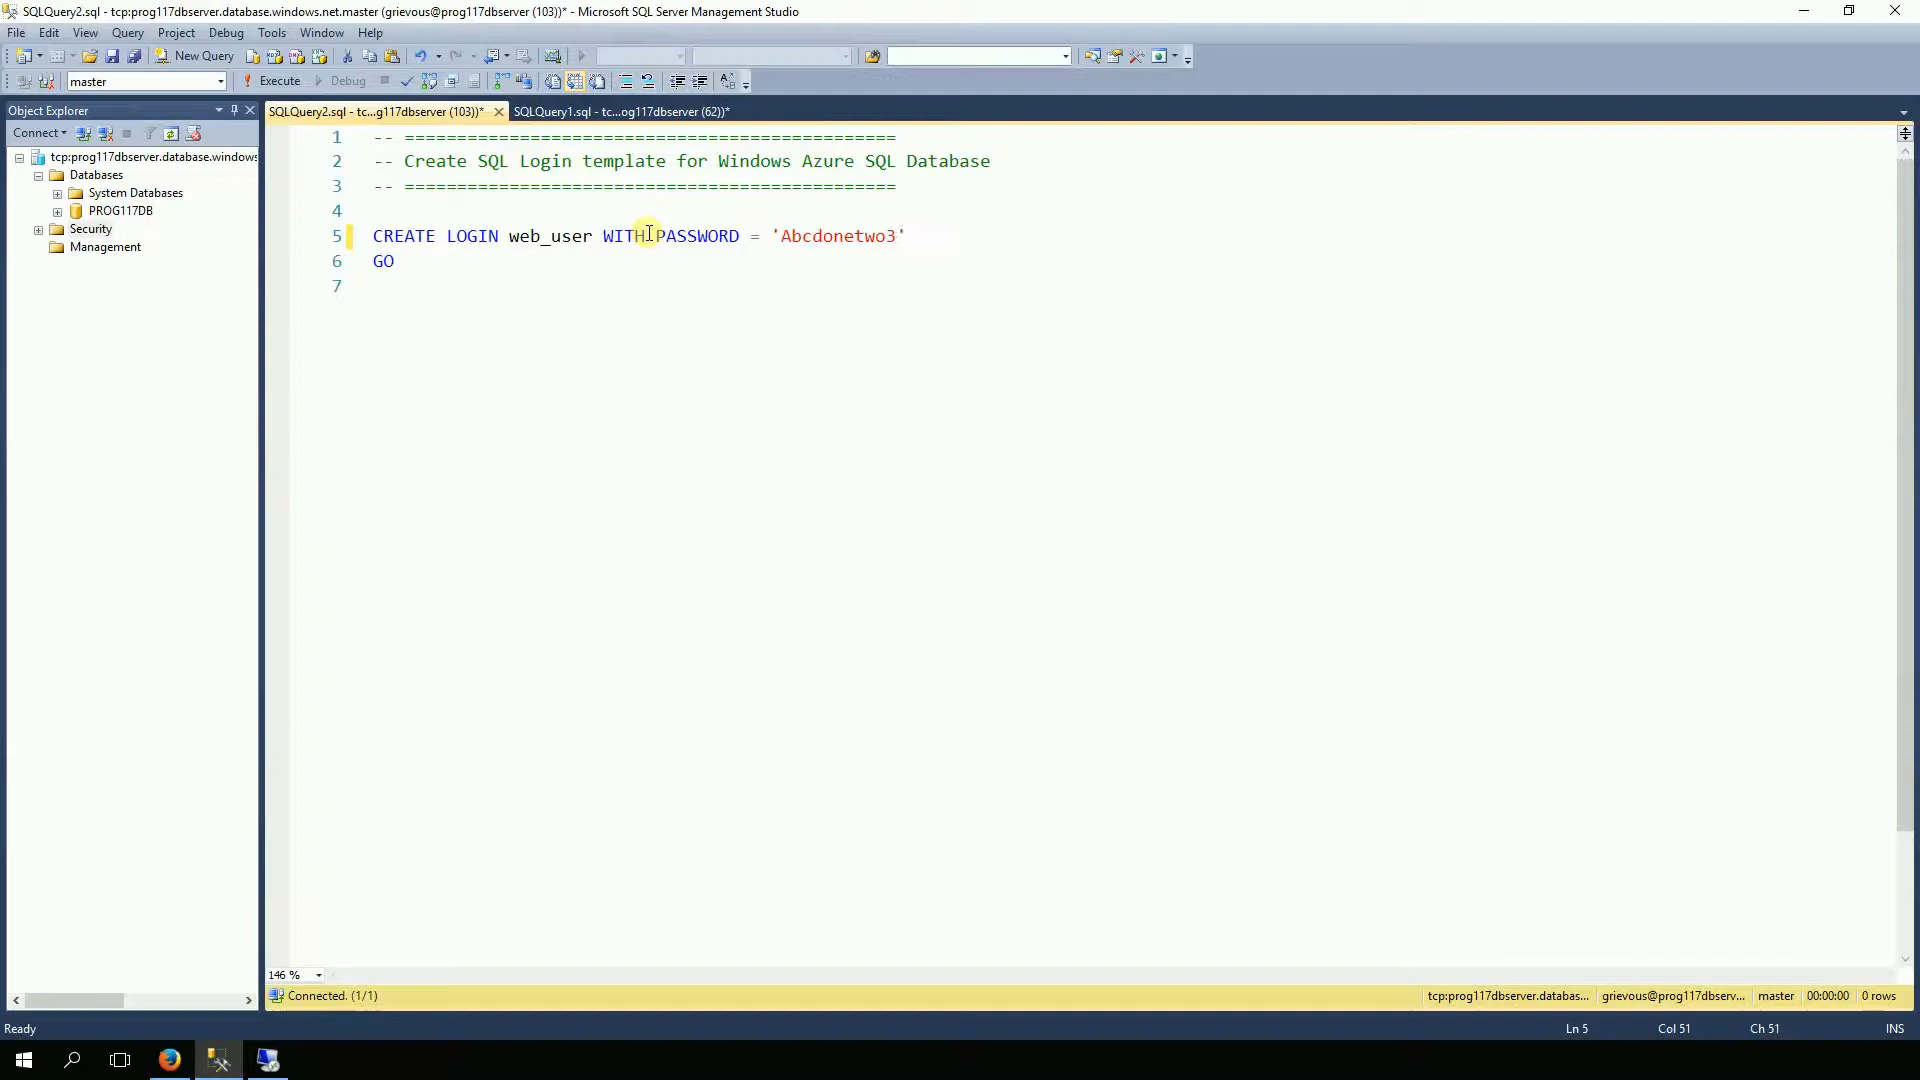 SQLQuery2.sql - tcp:prog117dbserver.database.windows.net.master (grievous@prog117dbserver (103))* - Microsoft SQL Server Management Studio
File Edit View Query Project Debug Tools Window Help
New Query
master Execute Debug
Object Explorer
SQLQuery2.sql - tc...g117dbserver (103))* SQLQuery1.sql - tc...og117dbserver (62))*
Connect
tcp:prog117dbserver.database.windows
Databases
System Databases
PROG117DB
Security
Management
1 -- ===============================================
2 -- Create SQL Login template for Windows Azure SQL Database
3 -- ===============================================
4
5 CREATE LOGIN web_user WITH PASSWORD = 'Abcdonetwo3'
6 GO
7
146 %
Connected. (1/1) tcp:prog117dbserver.databas... grievous@prog117dbserv... master 00:00:00 0 rows
Ready Ln 5 Col 51 Ch 51 INS